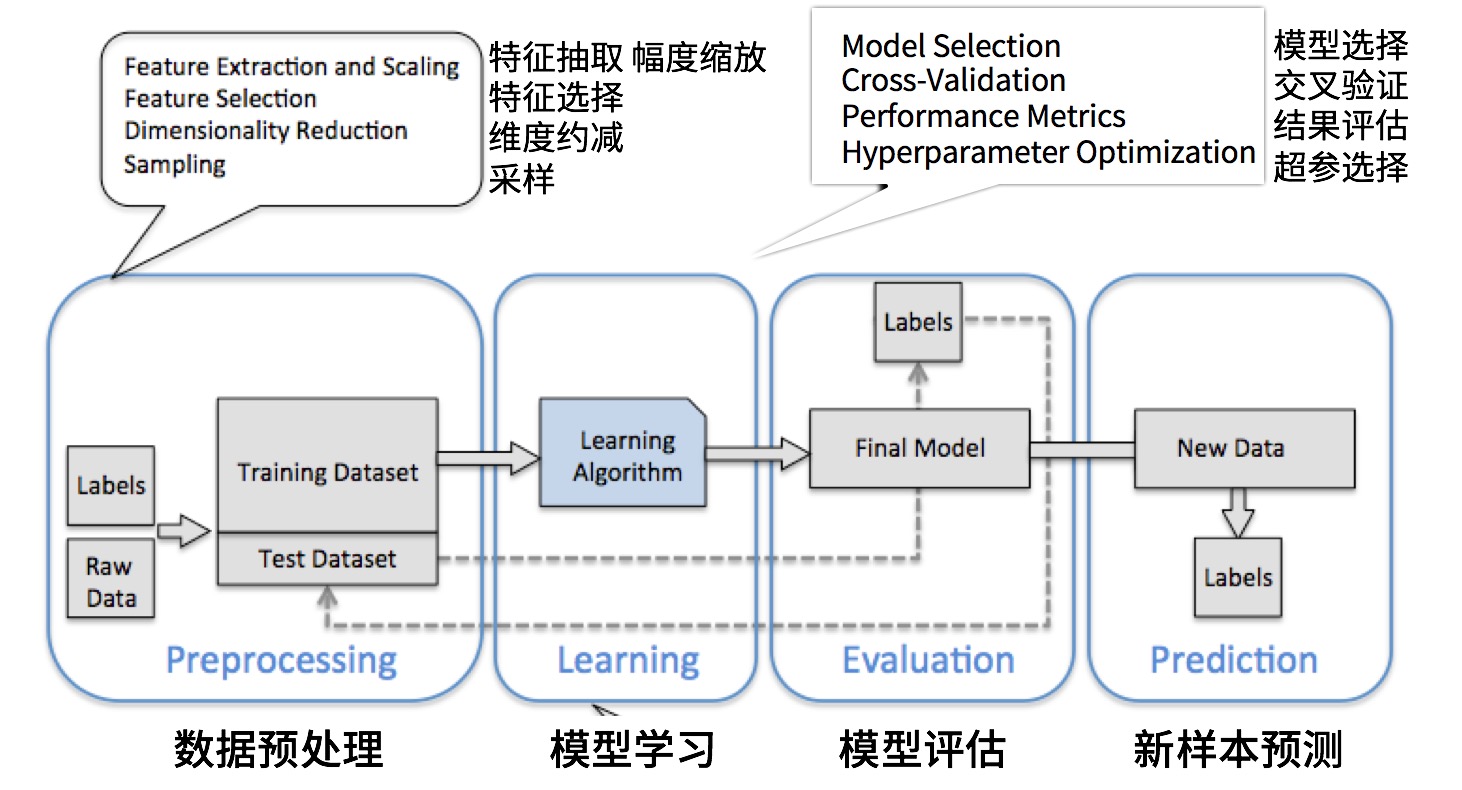 Feature Extraction and Scaling
Feature Selection
Dimensionality Reduction
Sampling
特征抽取 幅度缩放
特征选择
维度约减
采样
Model Selection
Cross-Validation
Performance Metrics
Hyperparameter Optimization
模型选择
交叉验证
结果评估
超参选择
Labels
Raw
Data
Training Dataset
Test Dataset
Preprocessing
Learning
Algorithm
Learning
Labels
Final Model
Evaluation
New Data
Labels
Prediction
数据预处理
模型学习
模型评估
新样本预测